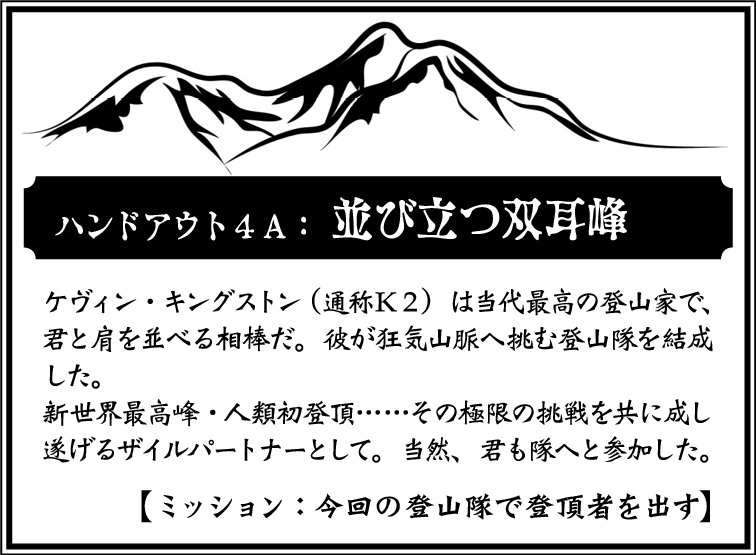 ハンドアウト4A：並び立つ双耳峰
ケヴィン・キングストン（通称K2）は当代最高の登山家で、
君と肩を並べる相棒だ。彼が狂気山脈へ挑む登山隊を結成
した。
新世界最高峰・人類初登頂……その極限の挑戦を共に成し
遂げるザイルパートナーとして。当然、君も隊へと参加した。
【ミッション：今回の登山隊で登頂者を出す】